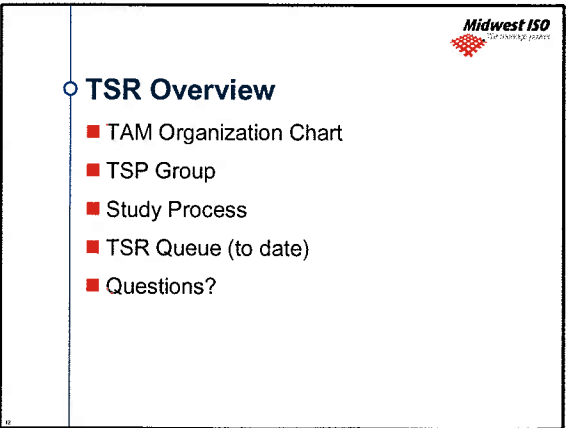 Midwest ISO
TSR Overview
TAM Organization Chart
TSP Group
Study Process
TSR Queue (to date)
Questions?